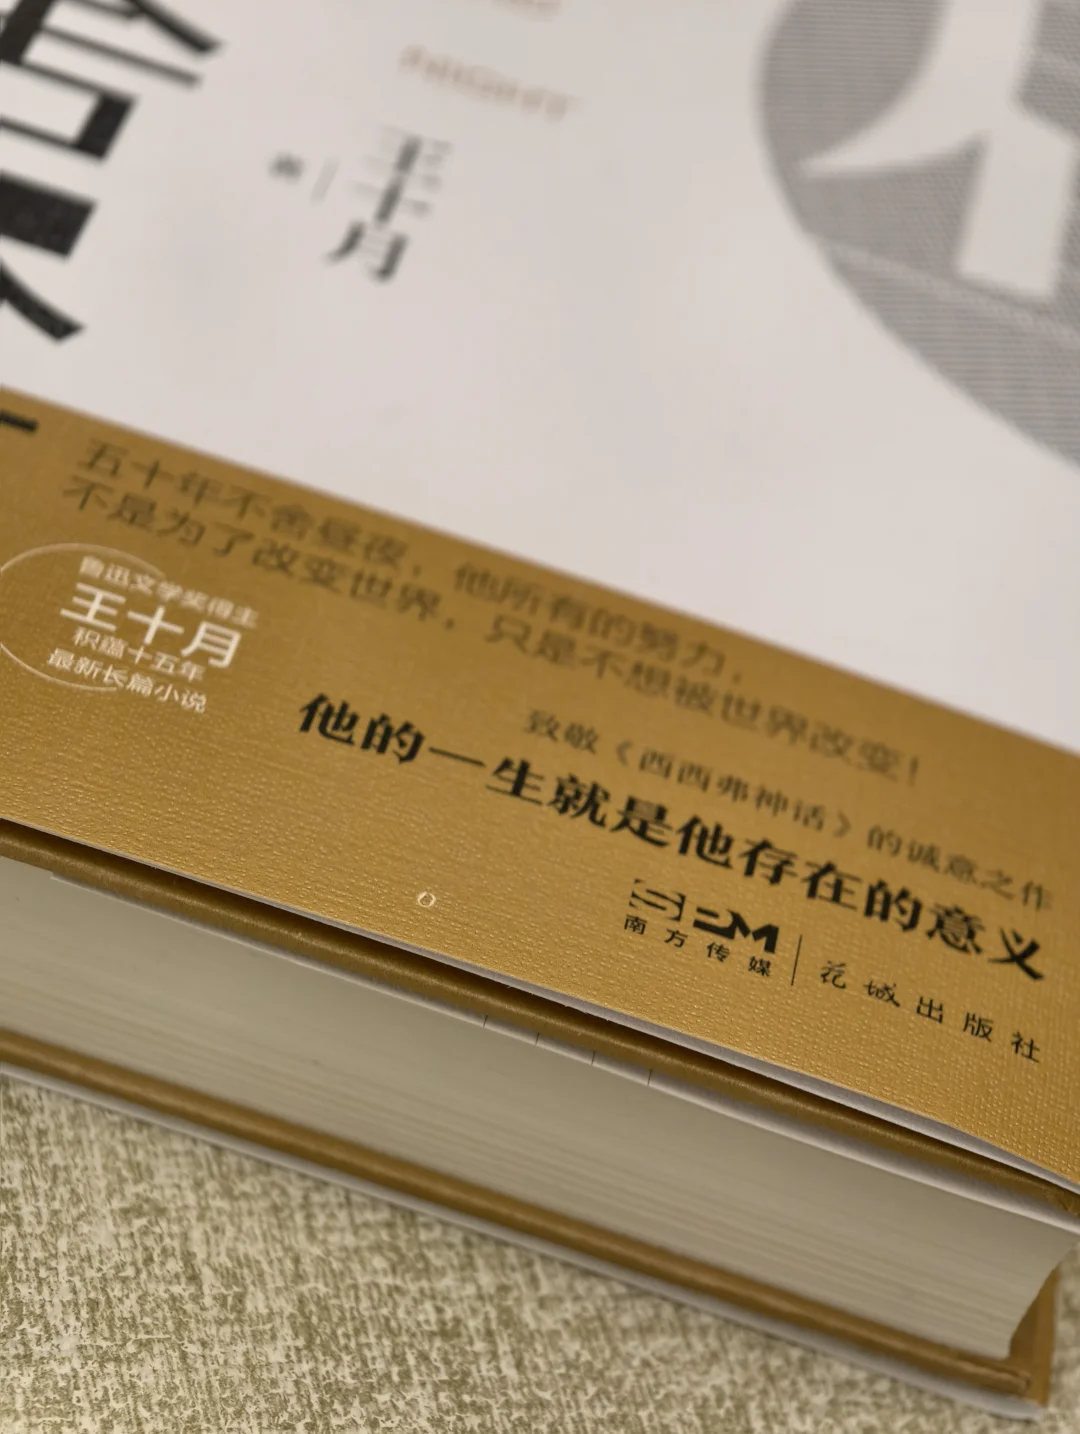 王十月
著
五十年不舍昼夜，他所有的努力，
不是为了改变世界，只是不想被世界改变！
鲁迅文学奖得主
王十月
积蕴十五年
最新长篇小说
致敬《西西弗神话》的诚意之作
他的一生就是他存在的意义
南方传媒
花城出版社